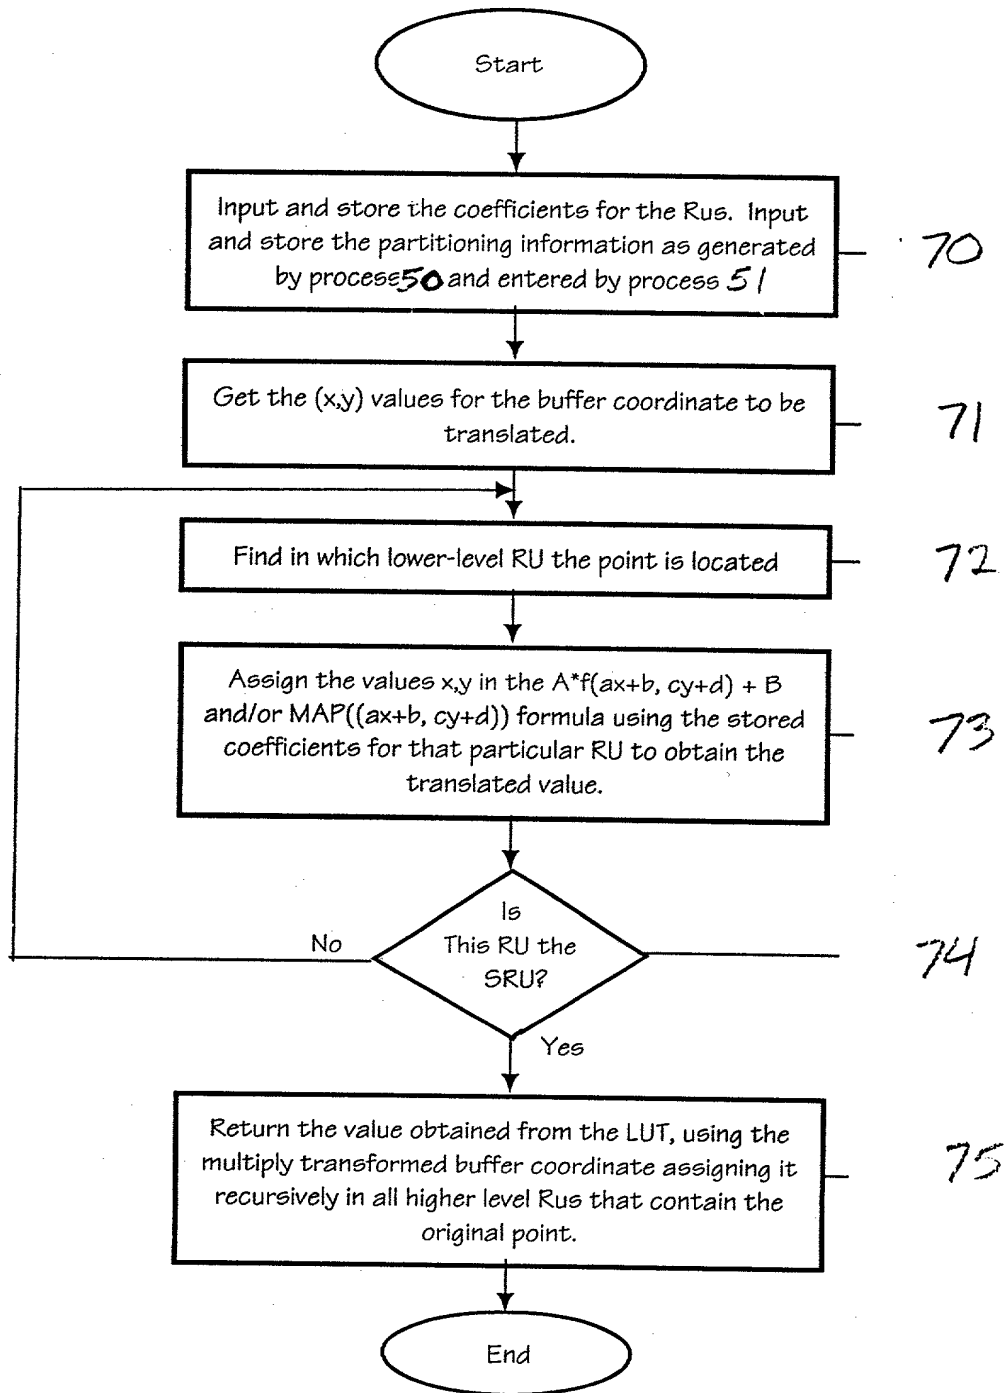 Start
Input and store the coefficients for the Rus. Input
and store the partitioning information as generated
by process 50 and entered by process 51
70
Get the (x,y) values for the buffer coordinate to be
translated.
71
Find in which lower-level RU the point is located
72
Assign the values x,y in the A*f(ax+b, cy+d) + B
and/or MAP((ax+b, cy+d)) formula using the stored
coefficients for that particular RU to obtain the
translated value.
73
Is
This RU the
SRU?
No
74
Yes
Return the value obtained from the LUT, using the
multiply transformed buffer coordinate assigning it
recursively in all higher level Rus that contain the
original point.
75
End